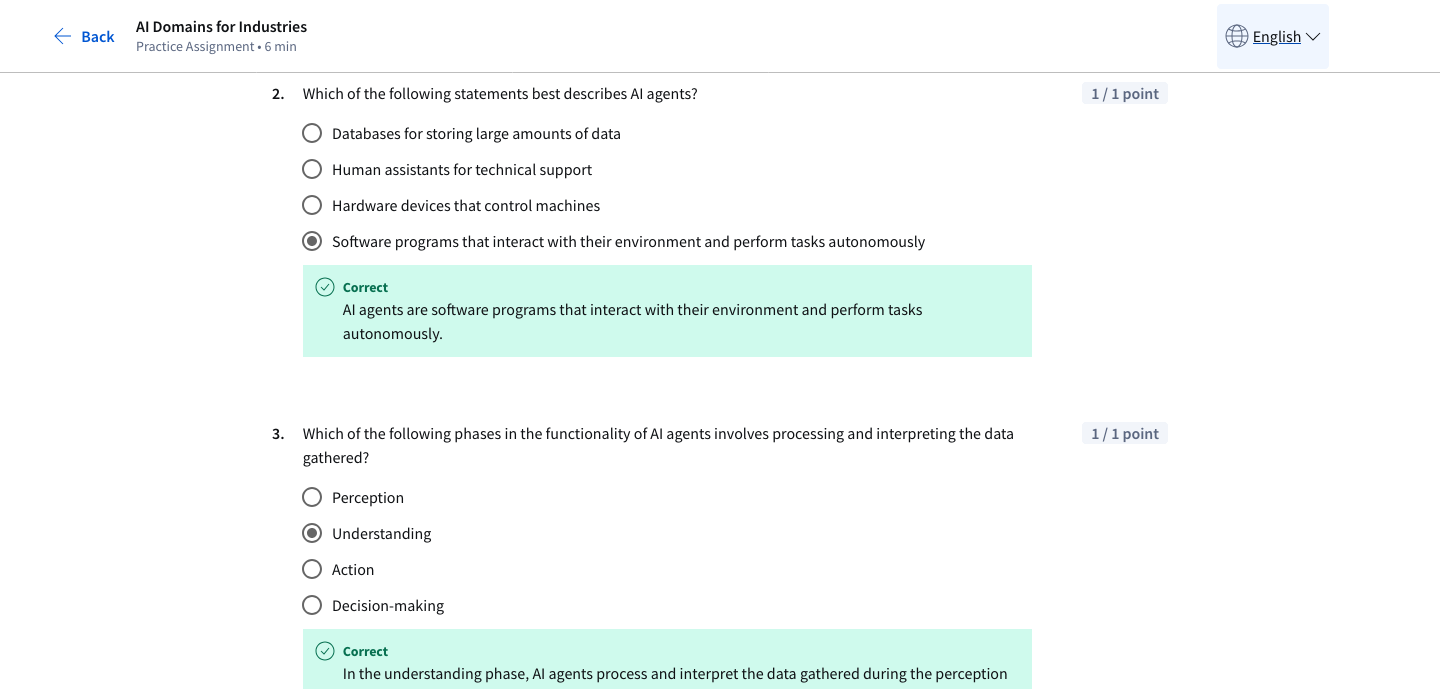 Back
AI Domains for Industries
Practice Assignment • 6 min
English
2. Which of the following statements best describes AI agents?
1 / 1 point
Databases for storing large amounts of data
Human assistants for technical support
Hardware devices that control machines
Software programs that interact with their environment and perform tasks autonomously
Correct
AI agents are software programs that interact with their environment and perform tasks
autonomously.
3. Which of the following phases in the functionality of AI agents involves processing and interpreting the data
gathered?
1 / 1 point
Perception
Understanding
Action
Decision-making
Correct
In the understanding phase, AI agents process and interpret the data gathered during the perception